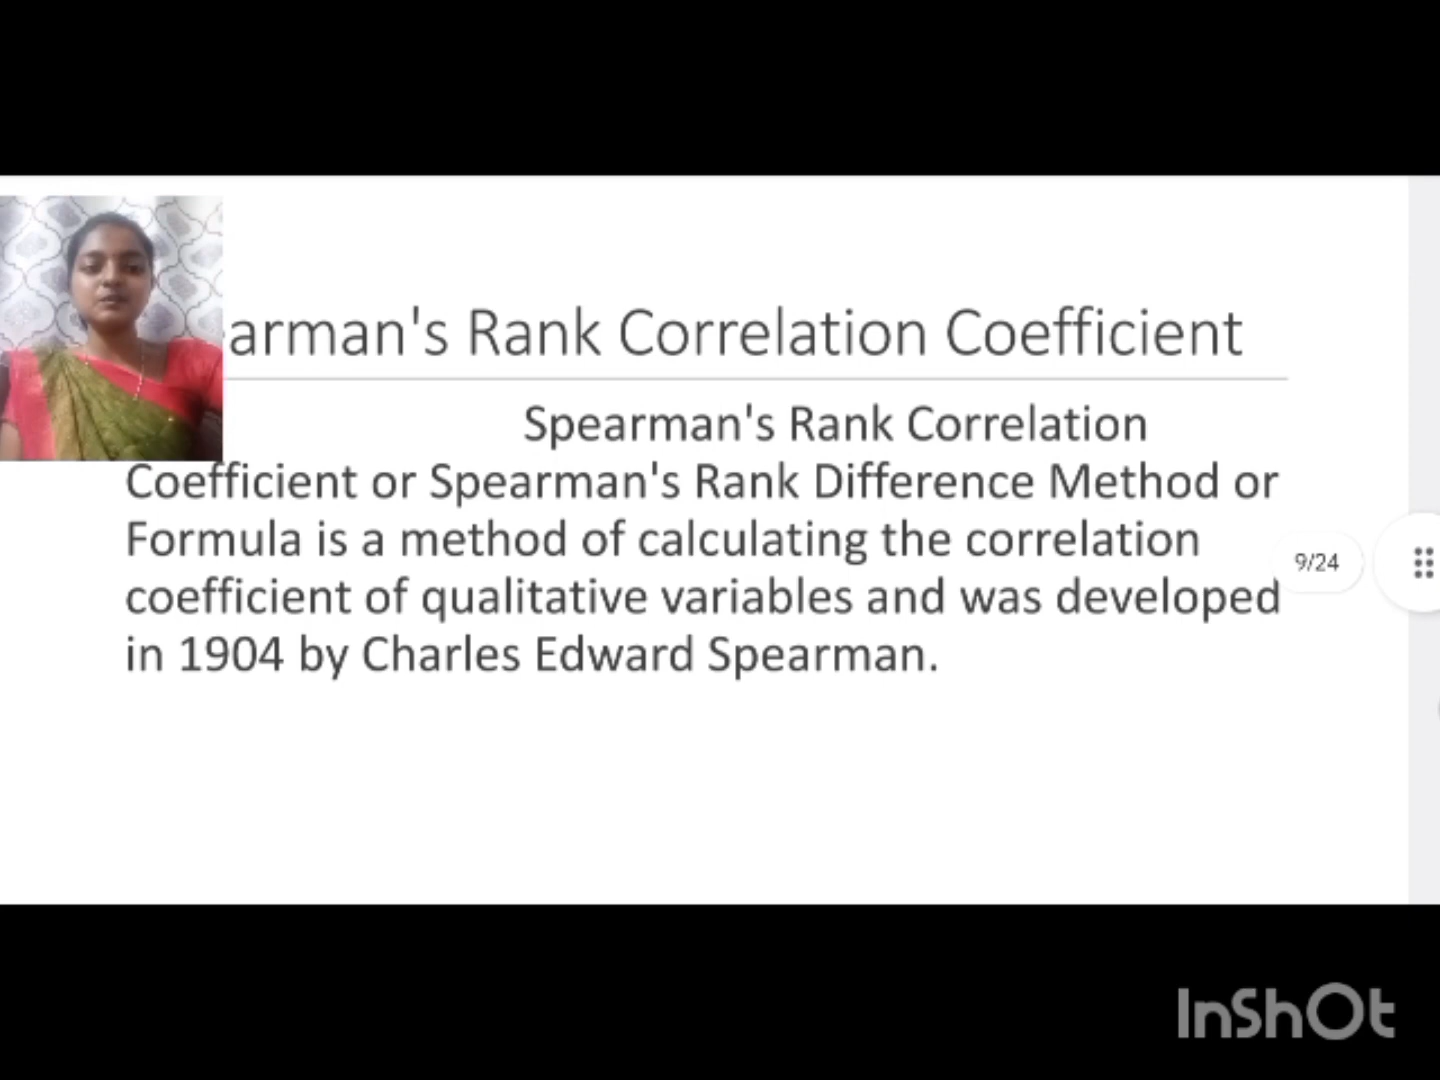 arman's Rank Correlation Coefficient
Spearman's Rank Correlation
Coefficient or Spearman's Rank Difference Method or
Formula is a method of calculating the correlation
coefficient of qualitative variables and was developed
in 1904 by Charles Edward Spearman.
9/24
InShOt